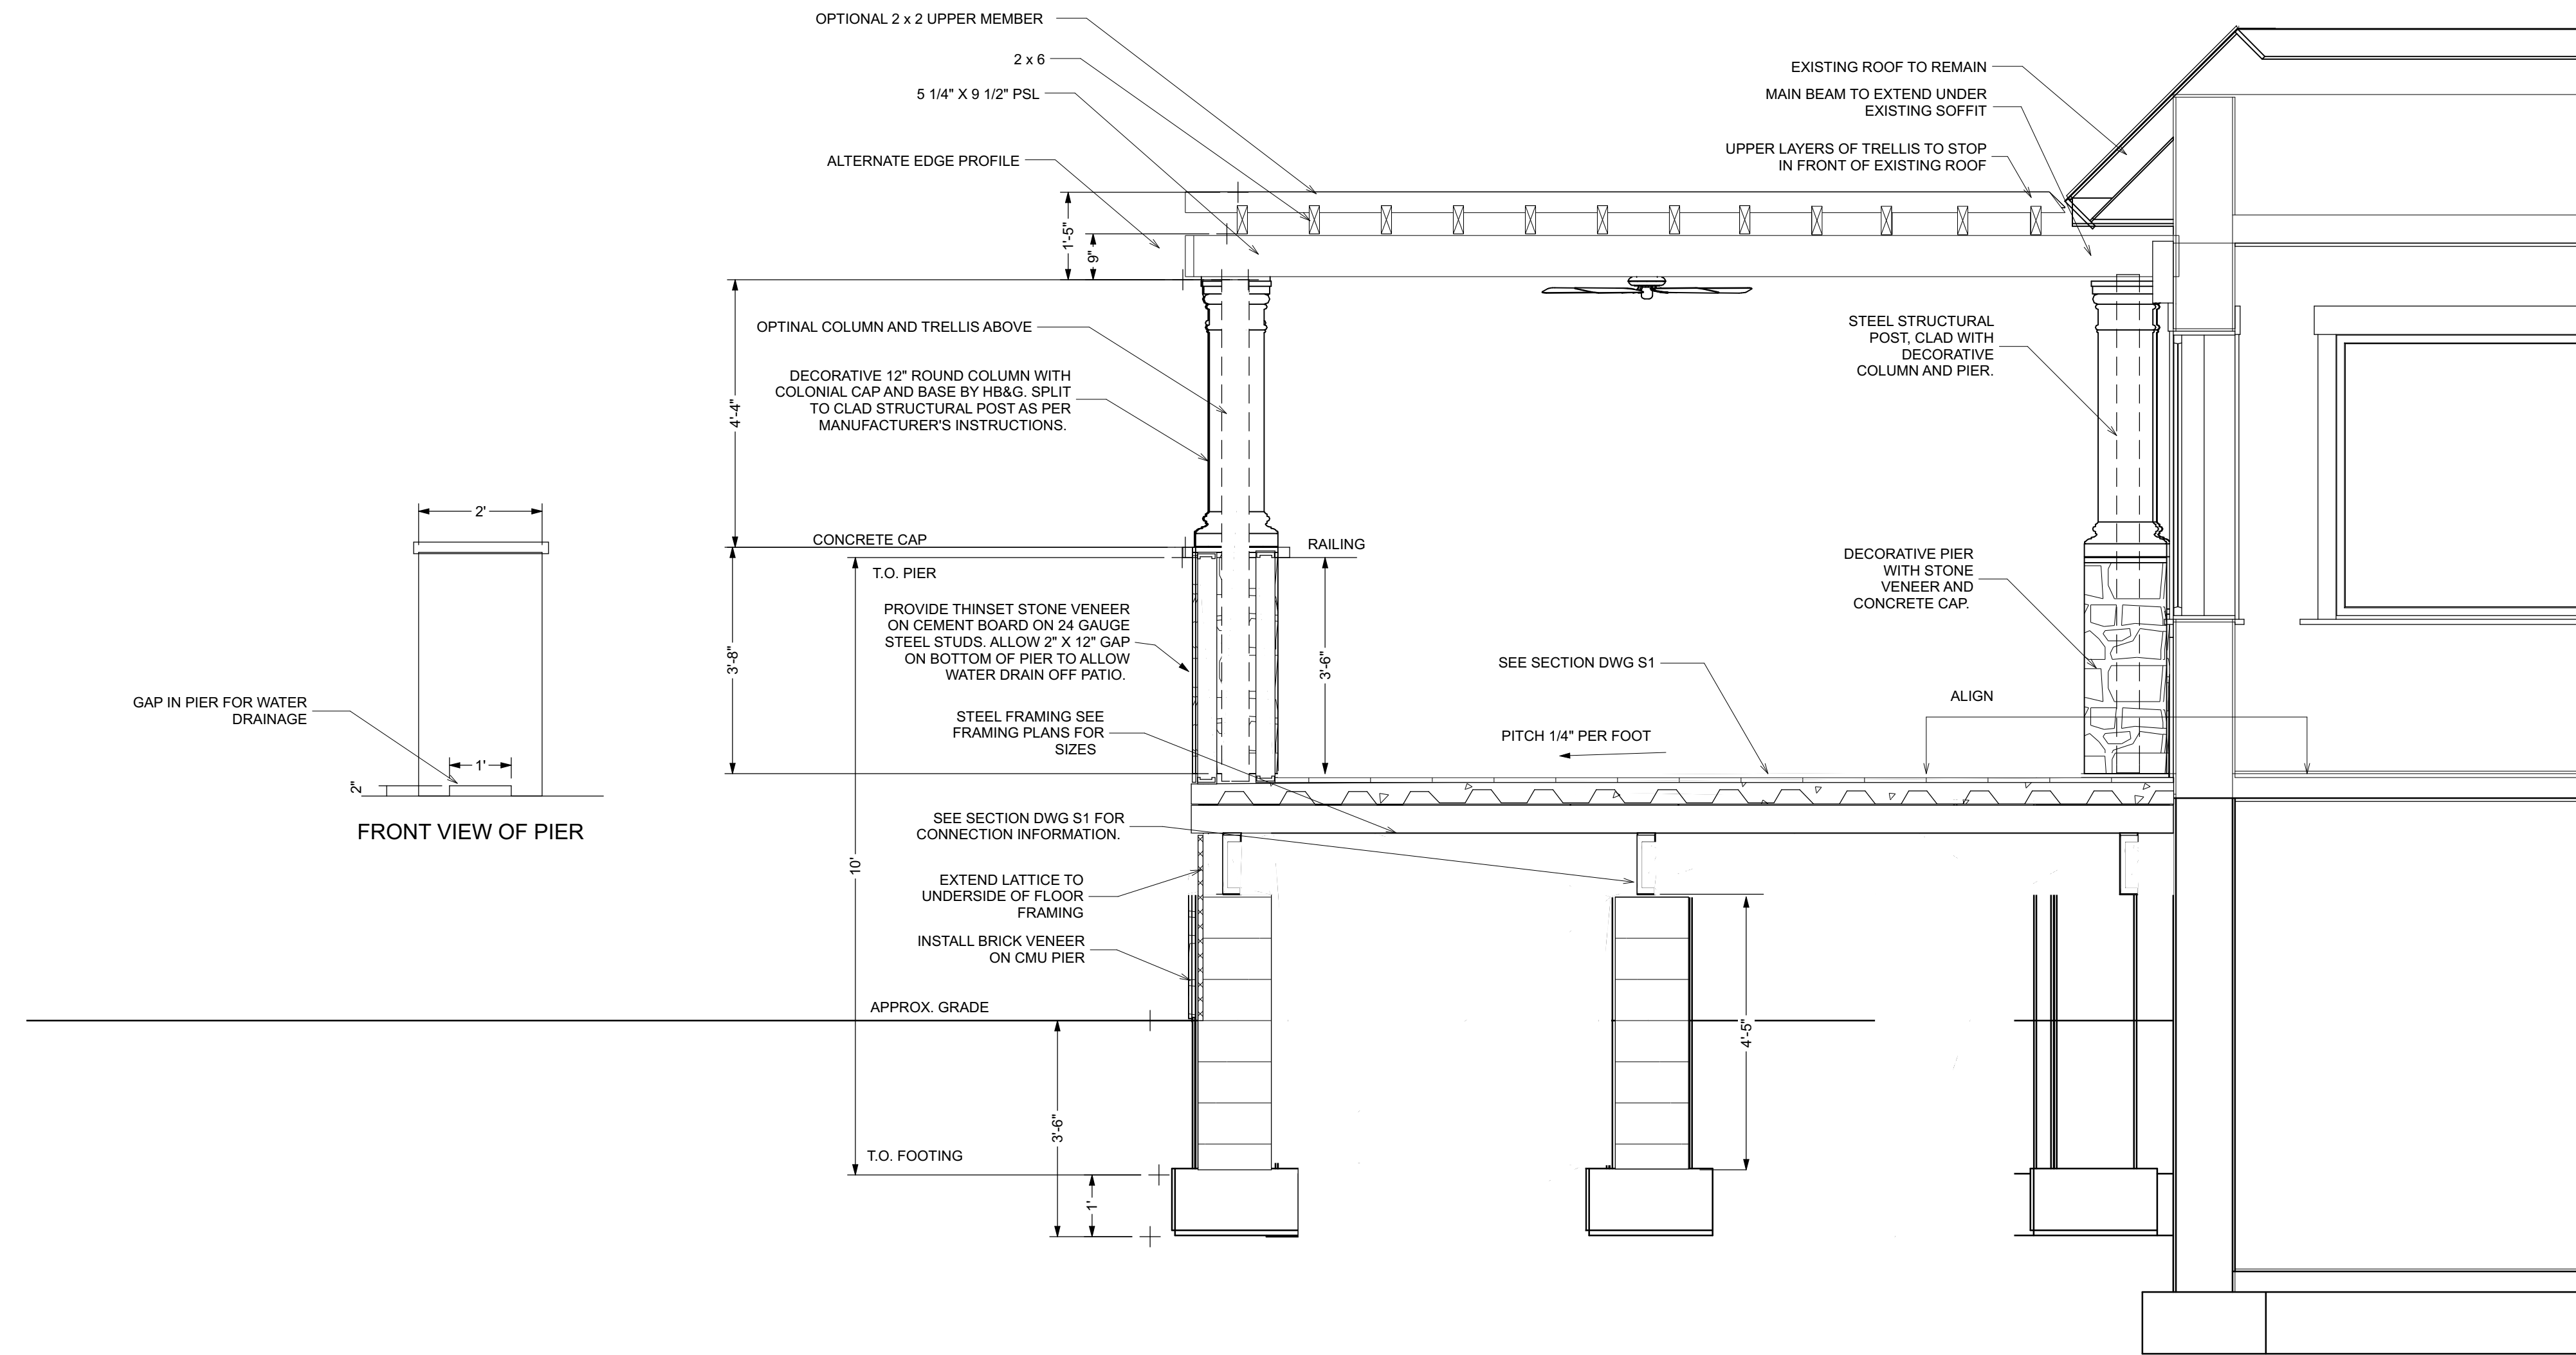 OPTIONAL 2 x 2 UPPER MEMBER
2 x 6
5 1/4" X 9 1/2" PSL
ALTERNATE EDGE PROFILE
EXISTING ROOF TO REMAIN
MAIN BEAM TO EXTEND UNDER
EXISTING SOFFIT
UPPER LAYERS OF TRELLIS TO STOP
IN FRONT OF EXISTING ROOF
1'-5"
9"
OPTINAL COLUMN AND TRELLIS ABOVE
DECORATIVE 12" ROUND COLUMN WITH
COLONIAL CAP AND BASE BY HB&G. SPLIT
TO CLAD STRUCTURAL POST AS PER
MANUFACTURER'S INSTRUCTIONS.
4'-4"
STEEL STRUCTURAL
POST, CLAD WITH
DECORATIVE
COLUMN AND PIER.
2'
CONCRETE CAP
RAILING
T.O. PIER
DECORATIVE PIER
WITH STONE
VENEER AND
CONCRETE CAP.
PROVIDE THINSET STONE VENEER
ON CEMENT BOARD ON 24 GAUGE
STEEL STUDS. ALLOW 2" X 12" GAP
ON BOTTOM OF PIER TO ALLOW
WATER DRAIN OFF PATIO.
3'-8"
3'-6"
SEE SECTION DWG S1
ALIGN
GAP IN PIER FOR WATER
DRAINAGE
STEEL FRAMING SEE
FRAMING PLANS FOR
SIZES
PITCH 1/4" PER FOOT
1'
2"
FRONT VIEW OF PIER
SEE SECTION DWG S1 FOR
CONNECTION INFORMATION.
10'
EXTEND LATTICE TO
UNDERSIDE OF FLOOR
FRAMING
INSTALL BRICK VENEER
ON CMU PIER
APPROX. GRADE
4'-5"
3'-6"
T.O. FOOTING
1'